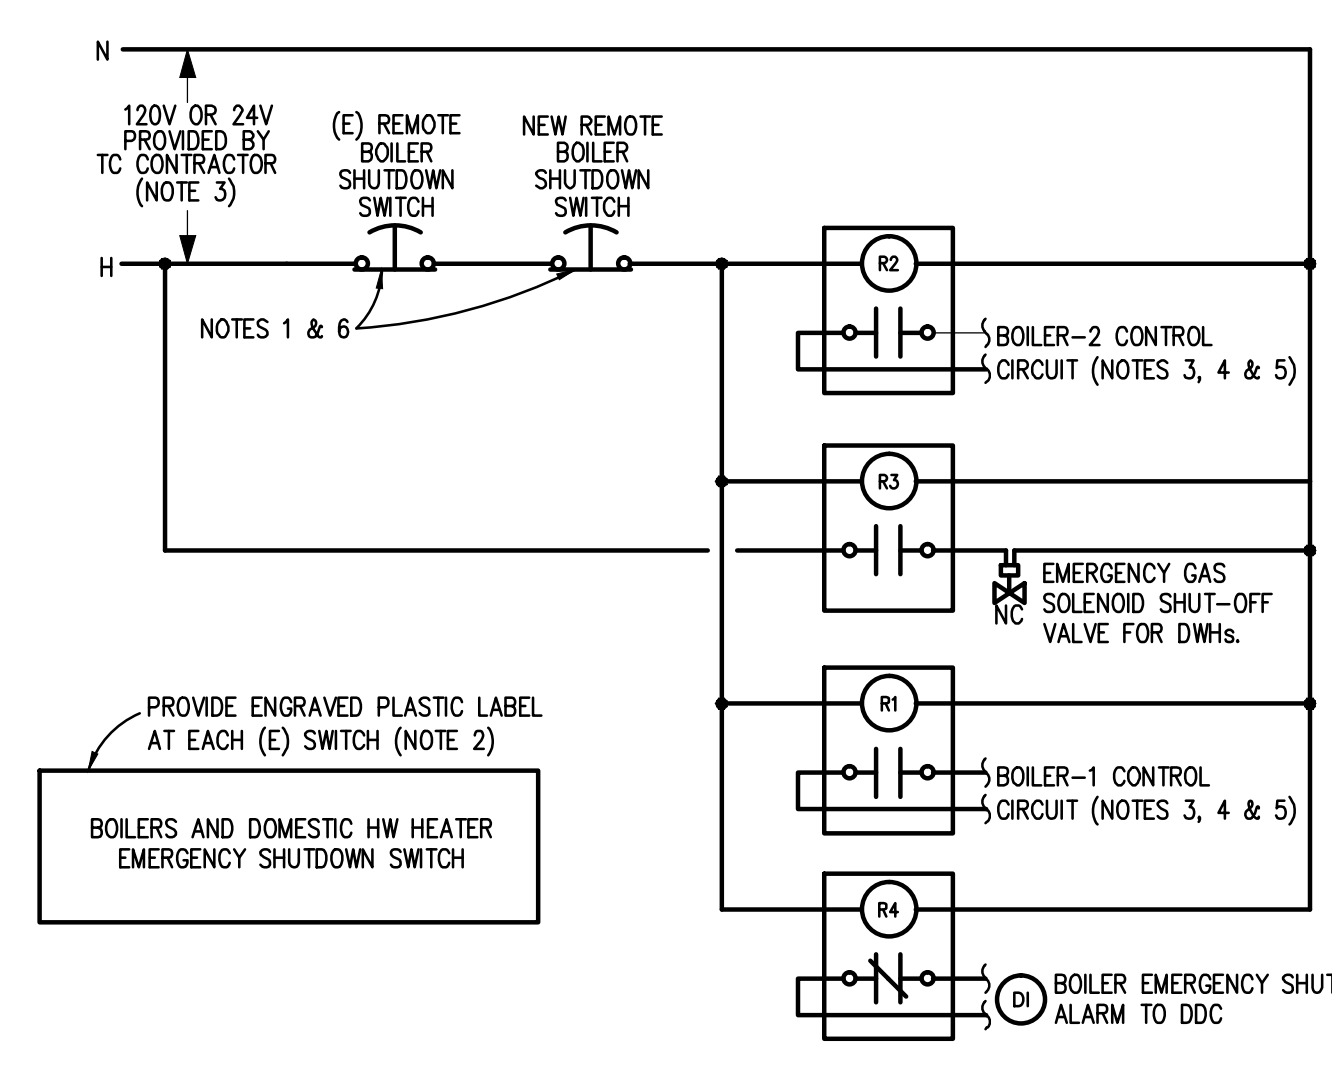 N
120V OR 24V
PROVIDED BY
TC CONTRACTOR
(NOTE 3)
(E) REMOTE
BOILER
SHUTDOWN
SWITCH
NEW REMOTE
BOILER
SHUTDOWN
SWITCH
H
NOTES 1 & 6
R2
BOILER-2 CONTROL
CIRCUIT (NOTES 3, 4 & 5)
R3
NC
EMERGENCY GAS
SOLENOID SHUT-OFF
VALVE FOR DWHs.
PROVIDE ENGRAVED PLASTIC LABEL
AT EACH (E) SWITCH (NOTE 2)
BOILERS AND DOMESTIC HW HEATER
EMERGENCY SHUTDOWN SWITCH
R1
BOILER-1 CONTROL
CIRCUIT (NOTES 3, 4 & 5)
R4
DI
BOILER EMERGENCY SHUT
ALARM TO DDC